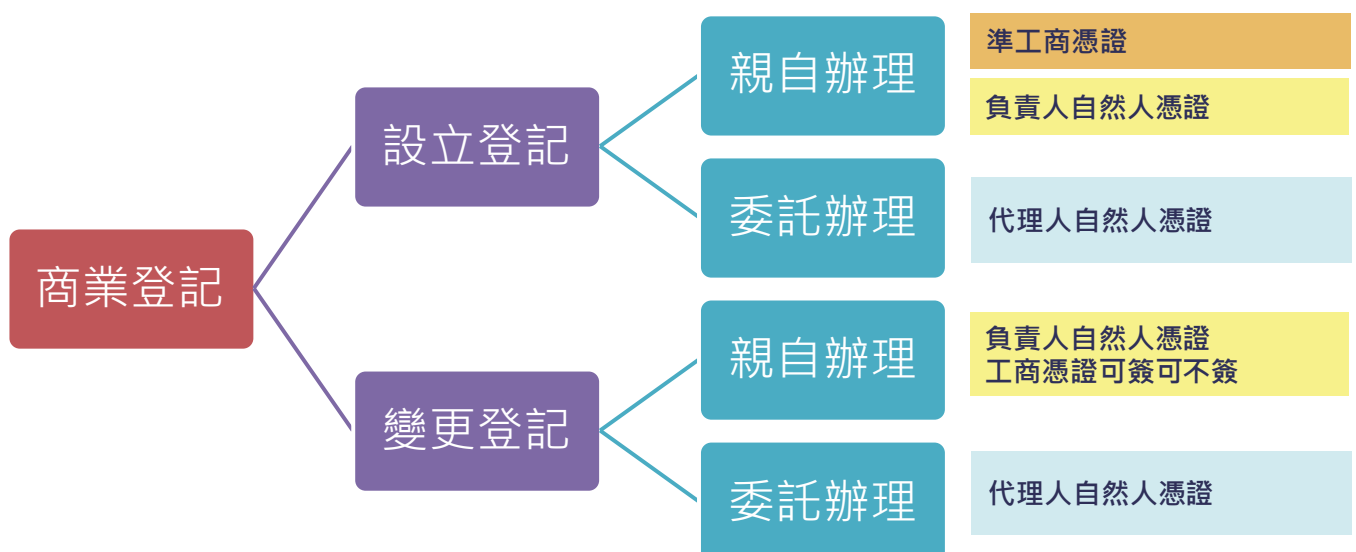 商業登記
設立登記
親自辦理
準工商憑證
負責人自然人憑證
委託辦理
代理人自然人憑證
變更登記
親自辦理
負責人自然人憑證
工商憑證可簽可不簽
委託辦理
代理人自然人憑證